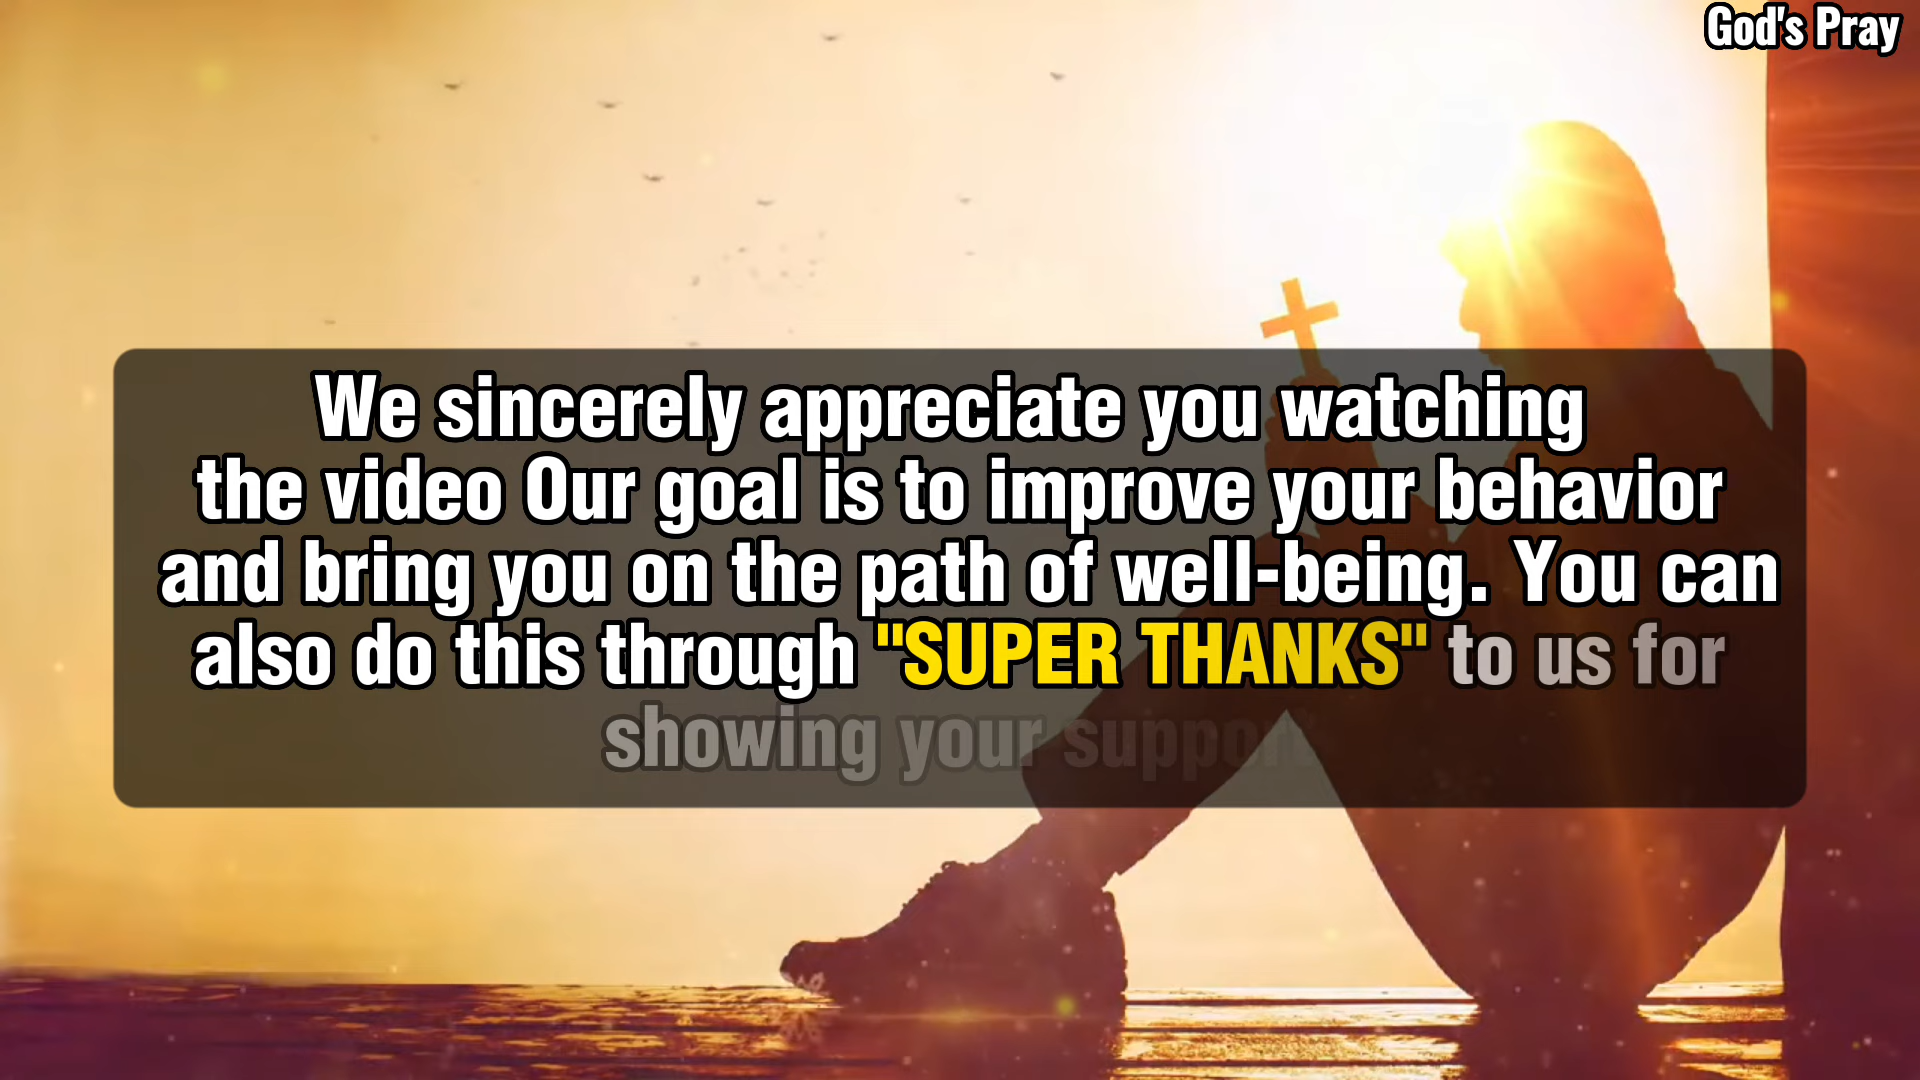 God's Pray
We sincerely appreciate you watching
the video Our goal is to improve your behavior
and bring you on the path of well-being. You can
also do this through "SUPER THANKS" to us for
showing your support